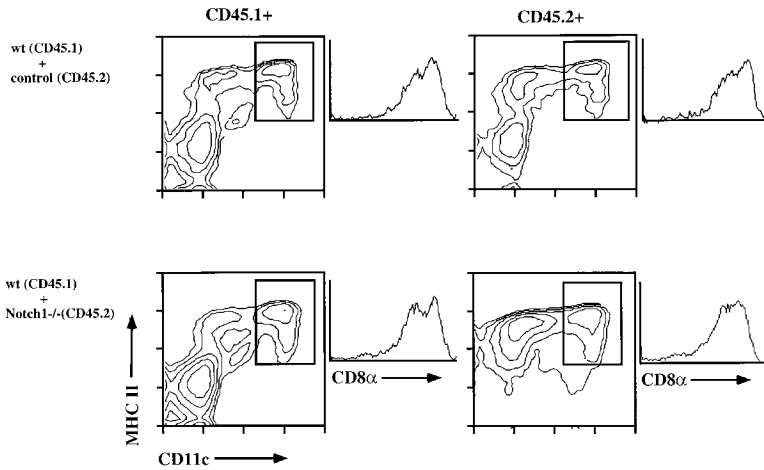 CD45.1+
CD45.2+
wt (CD45.1)
+
control (CD45.2)
wt (CD45.1)
+
Notch1-/-(CD45.2)
MHC II
CD8α
CD8α
CD11c